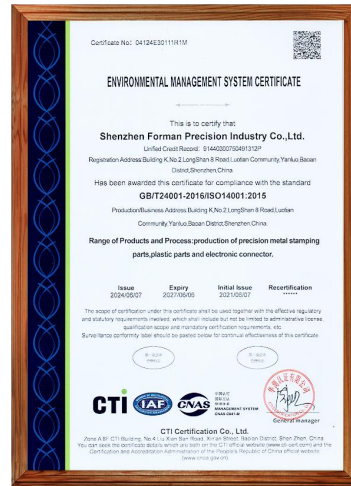 Certificate No: 04124E30111R1M
ENVIRONMENTAL MANAGEMENT SYSTEM CERTIFICATE
This is to certify that
Shenzhen Forman Precision Industry Co.,Ltd.
Unified Credit Record: 91440300750491312P
Registration Address:Building K,No.2,LongShan 8 Road,Luotian Community,Yanluo,Baoan
District,Shenzhen,China
Has been awarded this certificate for compliance with the standard
GB/T24001-2016/ISO14001:2015
Production/Business Address:Building K,No.2,LongShan 8 Road,Luotian
Community,Yanluo,Baoan District,Shenzhen,China
Range of Products and Process:production of precision metal stamping
parts,plastic parts and electronic connector.
Issue Expiry Initial Issue Recertification
2024/06/07 2027/06/06 2021/06/07 ******
The scope of certification under this certificate shall be used together with the effective regulatory
and statutory requirements involved, which shall include but not be limited to administrative license,
qualification scope and mandatory certification requirements, etc.
Surveillance conformity label should be pasted below for continual effectiveness of this certificate
CTI
IAF
CNAS
MANAGEMENT SYSTEM
General manager
CTI Certification Co., Ltd.